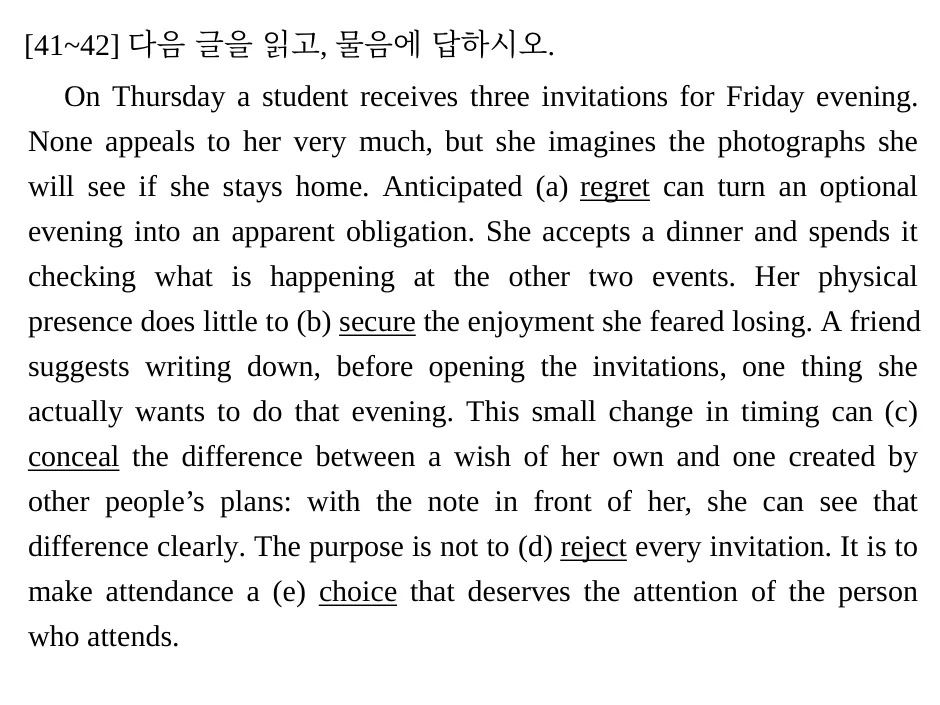 [41~42] 다음 글을 읽고, 물음에 답하시오.
On Thursday a student receives three invitations for Friday evening.
None appeals to her very much, but she imagines the photographs she
will see if she stays home. Anticipated (a) regret can turn an optional
evening into an apparent obligation. She accepts a dinner and spends it
checking what is happening at the other two events. Her physical
presence does little to (b) secure the enjoyment she feared losing. A friend
suggests writing down, before opening the invitations, one thing she
actually wants to do that evening. This small change in timing can (c)
conceal the difference between a wish of her own and one created by
other people’s plans: with the note in front of her, she can see that
difference clearly. The purpose is not to (d) reject every invitation. It is to
make attendance a (e) choice that deserves the attention of the person
who attends.